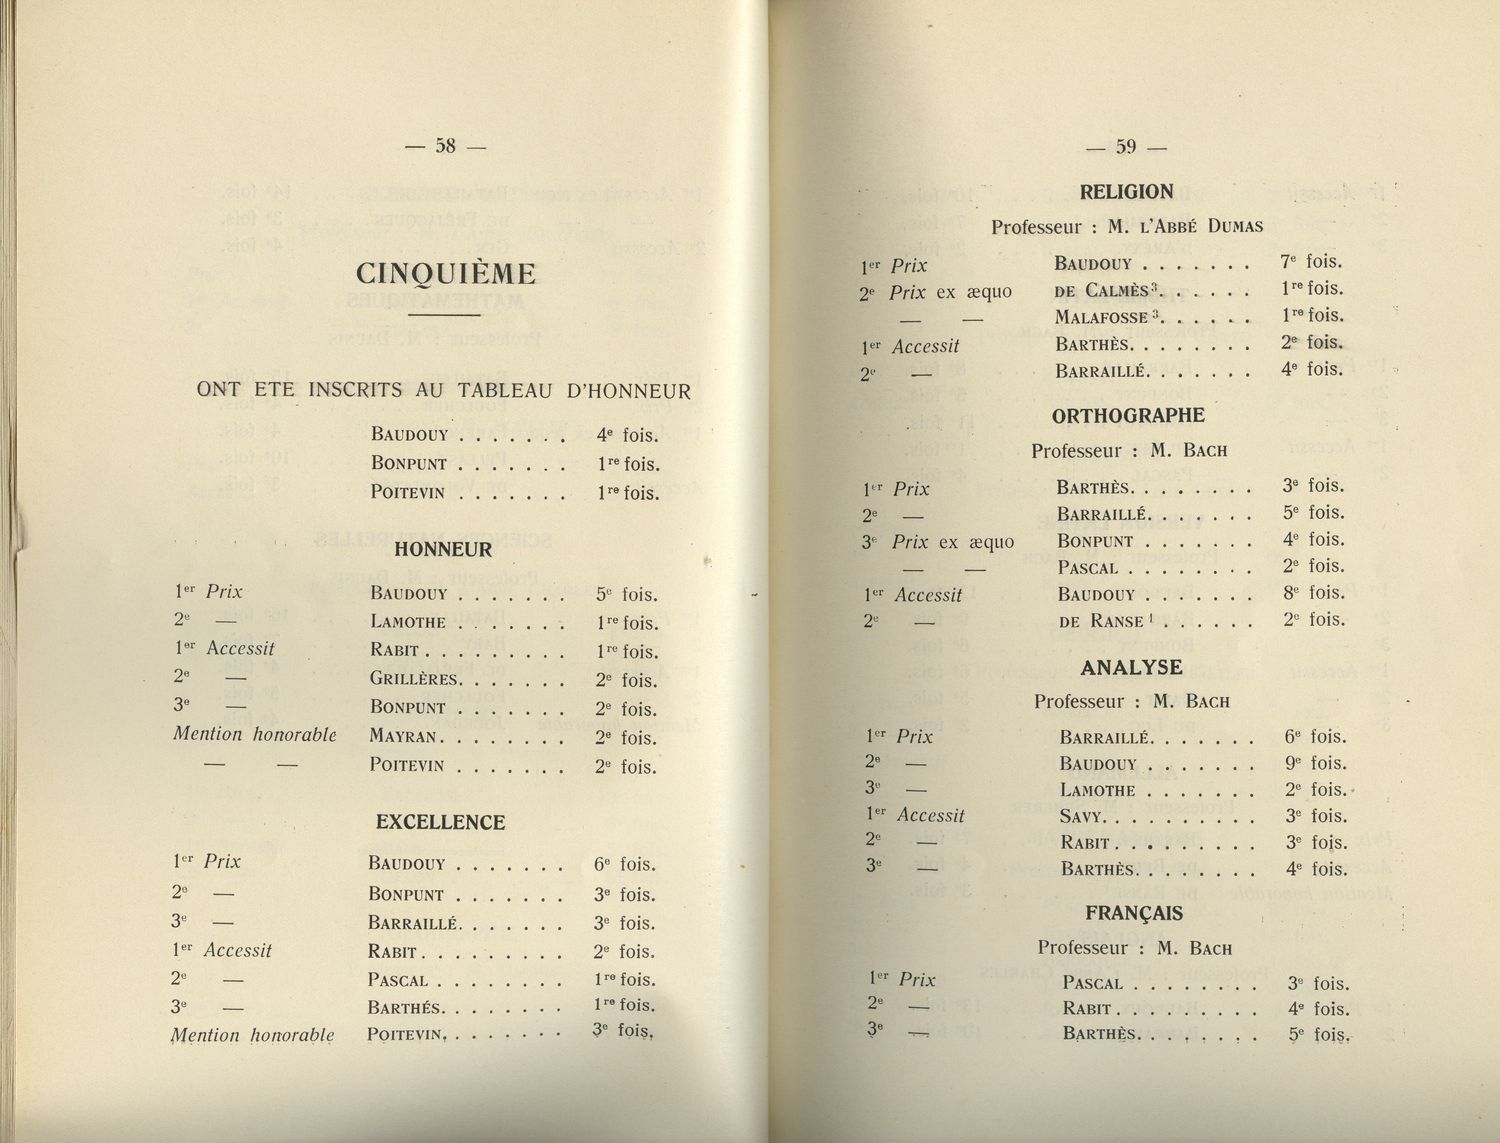 — 58 —
CINQUIÈME
ONT ETE INSCRITS AU TABLEAU D'HONNEUR
BAUDOUY . . . . . . . 4e fois.
BONPUNT . . . . . . . 1re fois.
POITEVIN . . . . . . . 1re fois.
HONNEUR
1er Prix BAUDOUY . . . . . . . 5e fois.
2e — LAMOTHE . . . . . . . 1re fois.
1er Accessit RABIT . . . . . . . . . 1re fois.
2e — GRILLÈRES. . . . . . . 2e fois.
3e — BONPUNT . . . . . . . 2e fois.
Mention honorable MAYRAN. . . . . . . . 2e fois.
— — POITEVIN . . . . . . . 2e fois.
EXCELLENCE
1er Prix BAUDOUY . . . . . . . 6e fois.
2e — BONPUNT . . . . . . . 3e fois.
3e — BARRAILLÉ. . . . . . . 3e fois.
1er Accessit RABIT. . . . . . . . . 2e fois.
2e — PASCAL . . . . . . . . 1re fois.
3e — BARTHÉS. . . . . . . . 1re fois.
Mention honorable POITEVIN. . . . . . . . 3e fois.
— 59 —
RELIGION
Professeur : M. L'ABBÉ DUMAS
1er Prix BAUDOUY . . . . . . . 7e fois.
2e Prix ex æquo DE CALMÈS3. . . . . . 1re fois.
— — MALAFOSSE3. . . . . . 1re fois.
1er Accessit BARTHÈS. . . . . . . . 2e fois.
2e — BARRAILLÉ. . . . . . . 4e fois.
ORTHOGRAPHE
Professeur : M. BACH
1er Prix BARTHÈS. . . . . . . . 3e fois.
2e — BARRAILLÉ. . . . . . . 5e fois.
3e Prix ex æquo BONPUNT . . . . . . . 4e fois.
— — PASCAL . . . . . . . . 2e fois.
1er Accessit BAUDOUY . . . . . . . 8e fois.
2e — DE RANSE1 . . . . . . 2e fois.
ANALYSE
Professeur : M. BACH
1er Prix BARRAILLÉ. . . . . . . 6e fois.
2e — BAUDOUY . . . . . . . 9e fois.
3e — LAMOTHE . . . . . . . 2e fois.
1er Accessit SAVY. . . . . . . . . . 3e fois.
2e — RABIT. . . . . . . . . 3e fois.
3e — BARTHÈS. . . . . . . . 4e fois.
FRANÇAIS
Professeur : M. BACH
1er Prix PASCAL . . . . . . . . 3e fois.
2e — RABIT. . . . . . . . . 4e fois.
3e — BARTHÈS. . . . . . . . 5e fois.